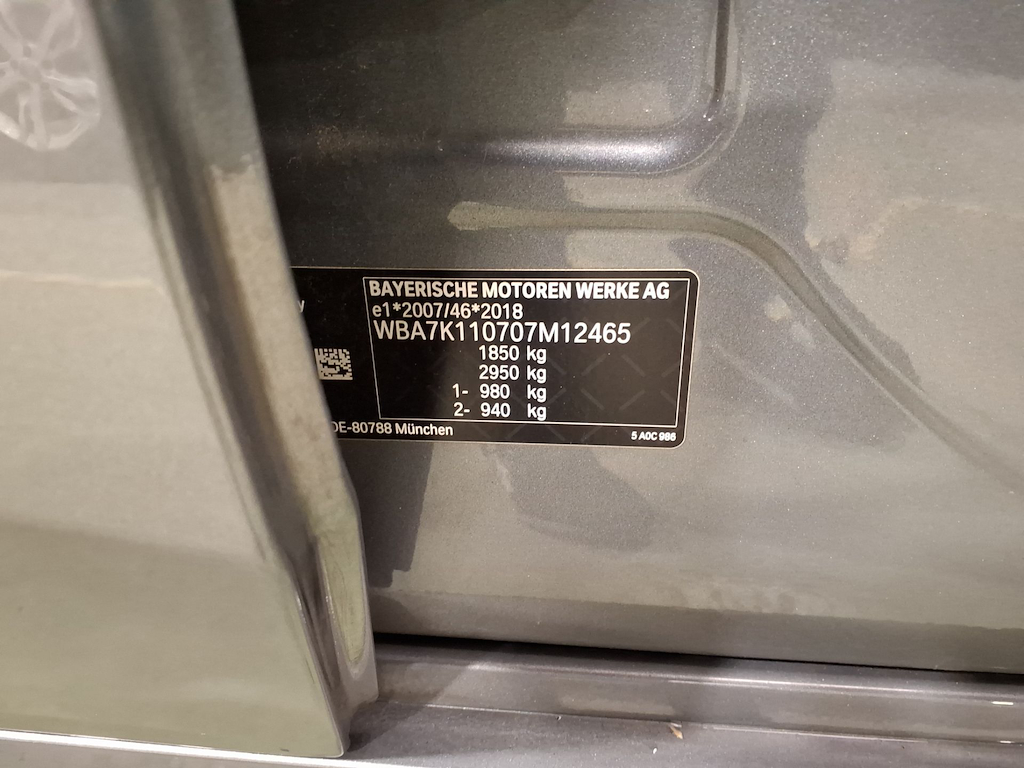 BAYERISCHE MOTOREN WERKE AG
e1*2007/46*2018
WBA7K110707M12465
1850 kg
2950 kg
1- 980 kg
2- 940 kg
DE-80788 München
5 A0C 986